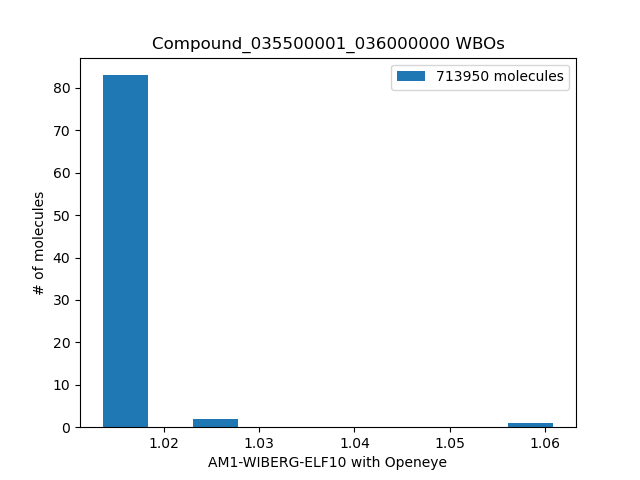 Compound_035500001_036000000 WBOs
713950 molecules
# of molecules
80
70
60
50
40
30
20
10
0
1.02 1.03 1.04 1.05 1.06
AM1-WIBERG-ELF10 with Openeye